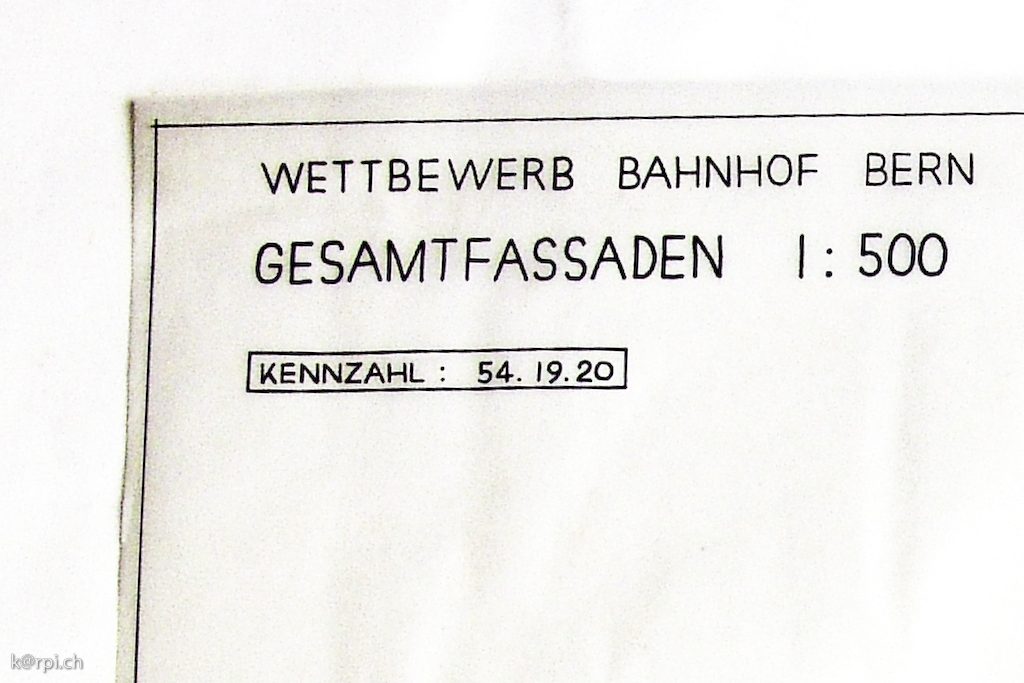 WETTBEWERB BAHNHOF BERN
GESAMTFASSADEN 1:500
KENNZAHL: 54.19.20
k@rpi.ch